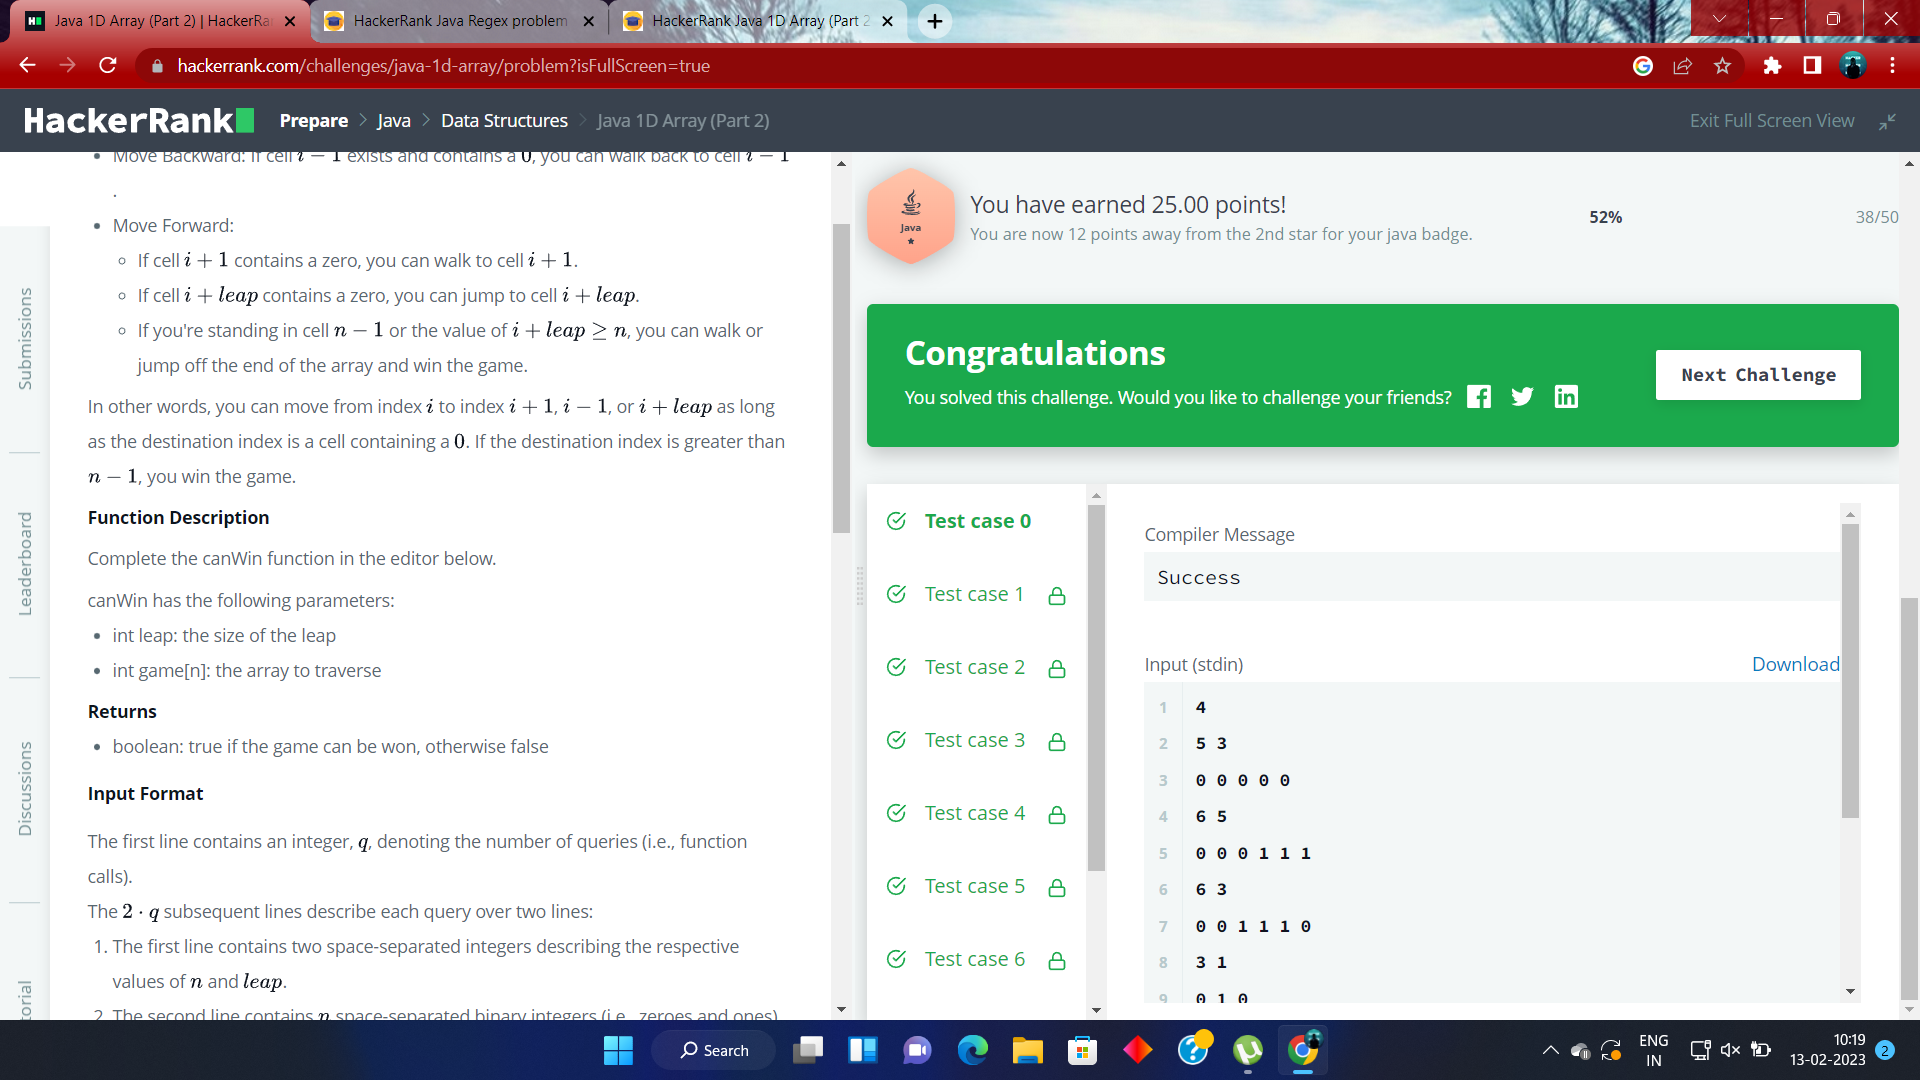 Java 1D Array (Part 2) | HackerRa
HackerRank Java Regex problem
HackerRank Java 1D Array (Part 2
hackerrank.com/challenges/java-1d-array/problem?isFullScreen=true
HackerRank
Prepare > Java > Data Structures > Java 1D Array (Part 2)
Exit Full Screen View
Submissions
Leaderboard
Discussions
torial
• Move Backward: If cell i − 1 exists and contains a 0, you can walk back to cell i − 1
.
• Move Forward:
◦ If cell i + 1 contains a zero, you can walk to cell i + 1.
◦ If cell i + leap contains a zero, you can jump to cell i + leap.
◦ If you're standing in cell n − 1 or the value of i + leap ≥ n, you can walk or
jump off the end of the array and win the game.
In other words, you can move from index i to index i + 1, i − 1, or i + leap as long
as the destination index is a cell containing a 0. If the destination index is greater than
n − 1, you win the game.
Function Description
Complete the canWin function in the editor below.
canWin has the following parameters:
• int leap: the size of the leap
• int game[n]: the array to traverse
Returns
• boolean: true if the game can be won, otherwise false
Input Format
The first line contains an integer, q, denoting the number of queries (i.e., function
calls).
The 2 · q subsequent lines describe each query over two lines:
1. The first line contains two space-separated integers describing the respective
values of n and leap.
2. The second line contains n space-separated binary integers (i.e., zeroes and ones)
Java
You have earned 25.00 points!
You are now 12 points away from the 2nd star for your java badge.
52%
38/50
Congratulations
You solved this challenge. Would you like to challenge your friends?
Next Challenge
Test case 0
Test case 1
Test case 2
Test case 3
Test case 4
Test case 5
Test case 6
Compiler Message
Success
Input (stdin)
Download
1 4
2 5 3
3 0 0 0 0 0
4 6 5
5 0 0 0 1 1 1
6 6 3
7 0 0 1 1 1 0
8 3 1
9 0 1 0
Search
ENG
IN
10:19
13-02-2023
2